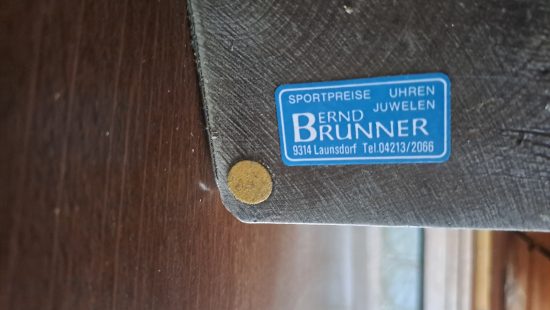 SPORTPREISE UHREN
JUWELEN
BERND
BRUNNER
9314 Launsdorf Tel.04213/2066